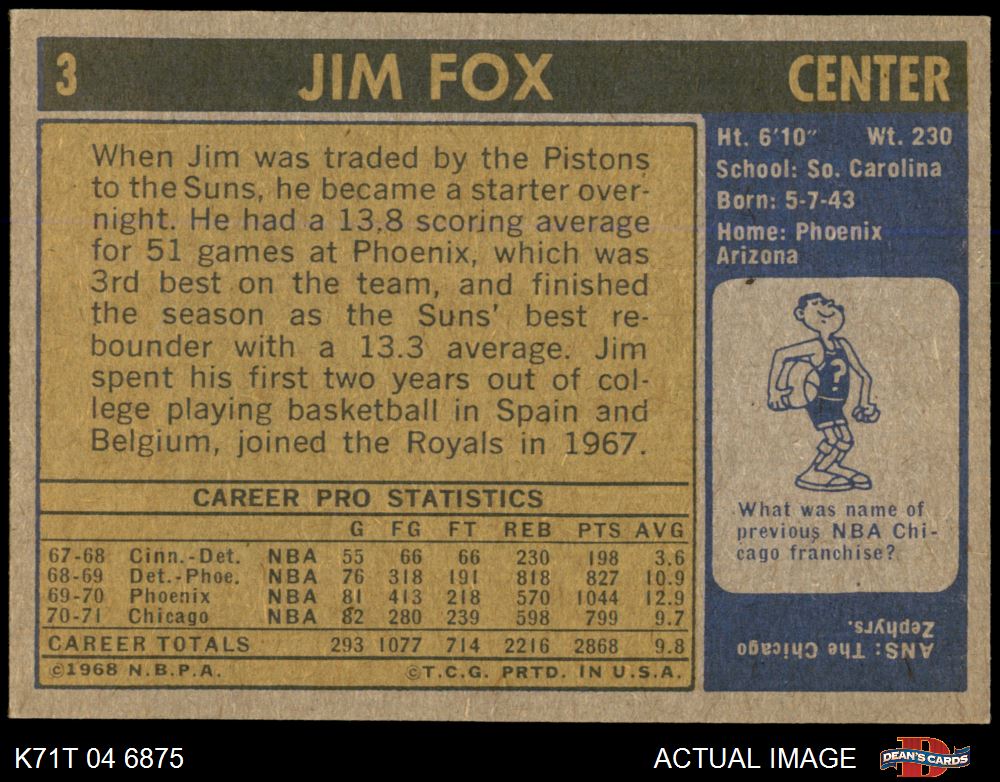 3 JIM FOX CENTER
When Jim was traded by the Pistons
to the Suns, he became a starter over-
night. He had a 13.8 scoring average
for 51 games at Phoenix, which was
3rd best on the team, and finished
the season as the Suns' best re-
bounder with a 13.3 average. Jim
spent his first two years out of col-
lege playing basketball in Spain and
Belgium, joined the Royals in 1967.
CAREER PRO STATISTICS
G FG FT REB PTS AVG
67-68 Cinn.-Det. NBA 55 66 66 230 198 3.6
68-69 Det.-Phoe. NBA 76 318 191 818 827 10.9
69-70 Phoenix NBA 81 413 218 570 1044 12.9
70-71 Chicago NBA 82 280 239 598 799 9.7
CAREER TOTALS 293 1077 714 2216 2868 9.8
©1968 N.B.P.A. ©T.C.G. PRTD. IN U.S.A.
Ht. 6'10" Wt. 230
School: So. Carolina
Born: 5-7-43
Home: Phoenix
Arizona
?
What was name of
previous NBA Chi-
cago franchise?
ANS: The Chicago
Zephyrs.
K71T 04 6875 ACTUAL IMAGE
D
DEAN'S CARDS